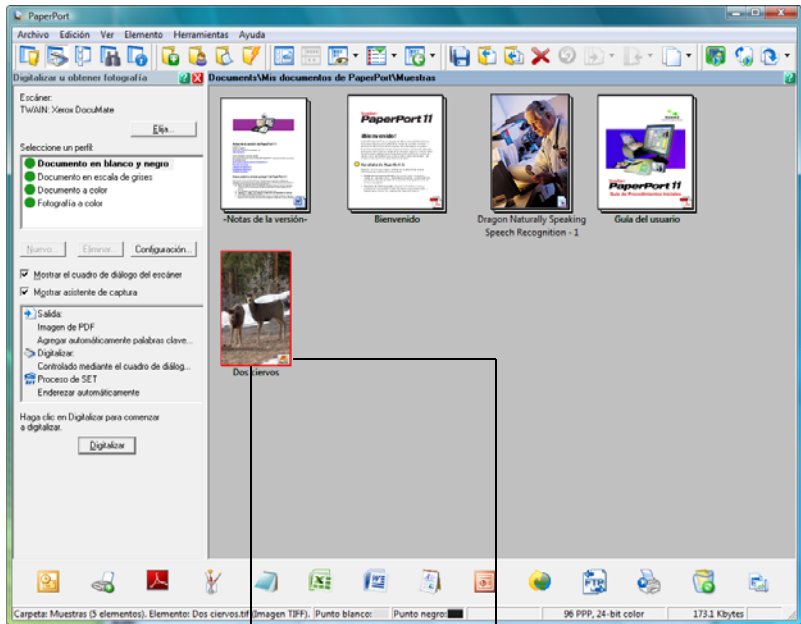 PaperPort
Archivo Edición Ver Elemento Herramientas Ayuda
Digitalizar u obtener fotografía
Documents\Mis documentos de PaperPort\Muestras
Escáner:
TWAIN: Xerox DocuMate
Elija...
Seleccione un perfil:
Documento en blanco y negro
Documento en escala de grises
Documento a color
Fotografía a color
Nuevo... Eliminar... Configuración...
Mostrar el cuadro de diálogo del escáner
Mostrar asistente de captura
Salida:
Imagen de PDF
Agregar automáticamente palabras clave...
Digitalizar:
Controlado mediante el cuadro de diálog...
Proceso de SET
Enderezar automáticamente
Haga clic en Digitalizar para comenzar
a digitalizar.
Digitalizar
PaperPort 11
PaperPort 11
Guía de Procedimientos Iniciales
-Notas de la versión-
Bienvenido
Dragon Naturally Speaking
Speech Recognition - 1
Guía del usuario
Dos ciervos
FTP
Carpeta: Muestras (5 elementos). Elemento: Dos ciervos.tif (Imagen TIFF). Punto blanco: Punto negro: 96 PPP, 24-bit color 173.1 Kbytes